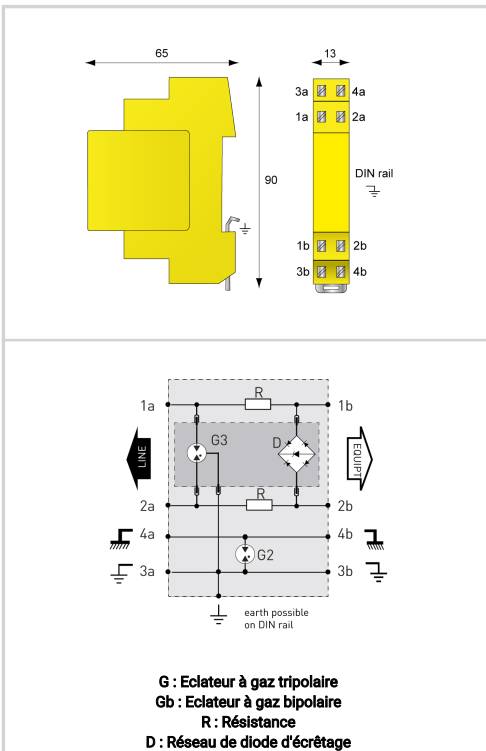 65
13
3a 4a
1a 2a
DIN rail
90
1b 2b
3b 4b
R
1a 1b
G3 D
LINE EQUIPT
R
2a 2b
4a 4b
G2
3a 3b
earth possible
on DIN rail
G : Eclateur à gaz tripolaire
Gb : Eclateur à gaz bipolaire
R : Résistance
D : Réseau de diode d'écrêtage